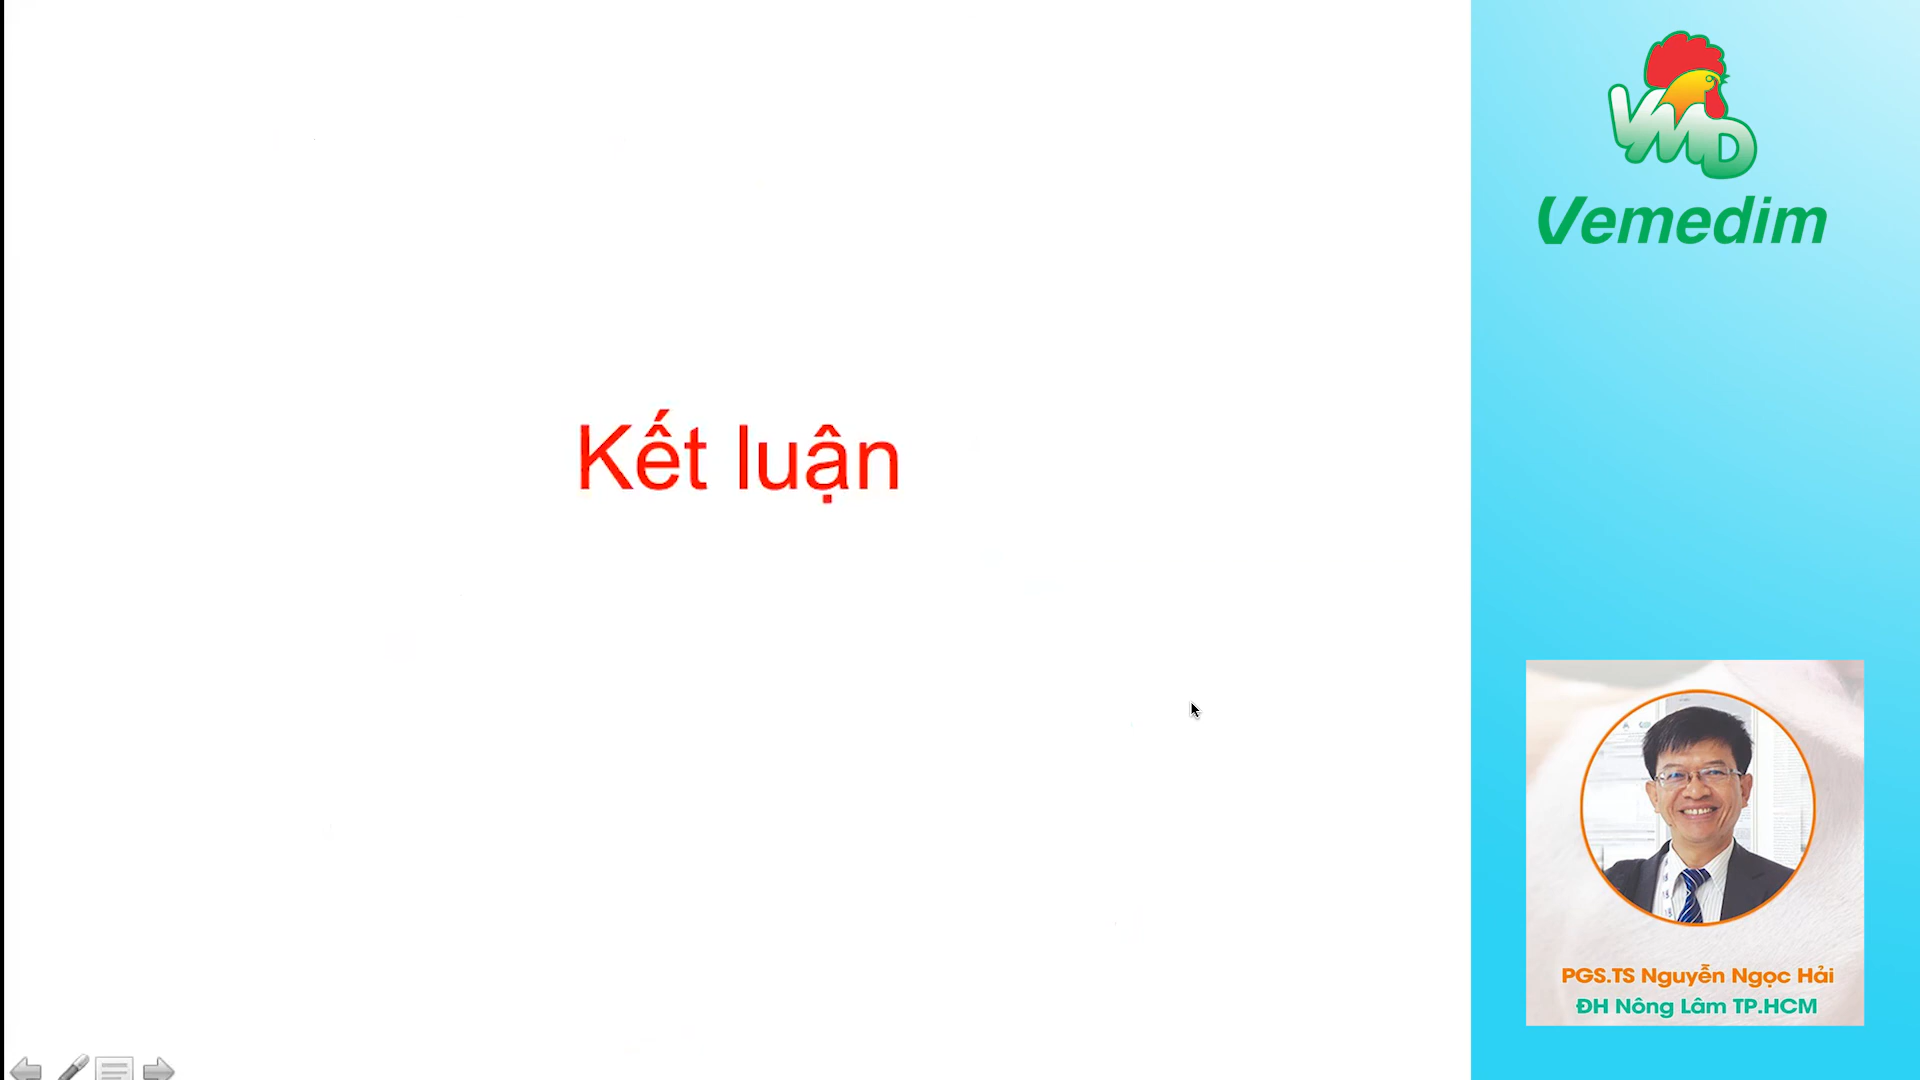 Kết luận
VMD
Vemedim
PGS.TS Nguyễn Ngọc Hải
ĐH Nông Lâm TP.HCM